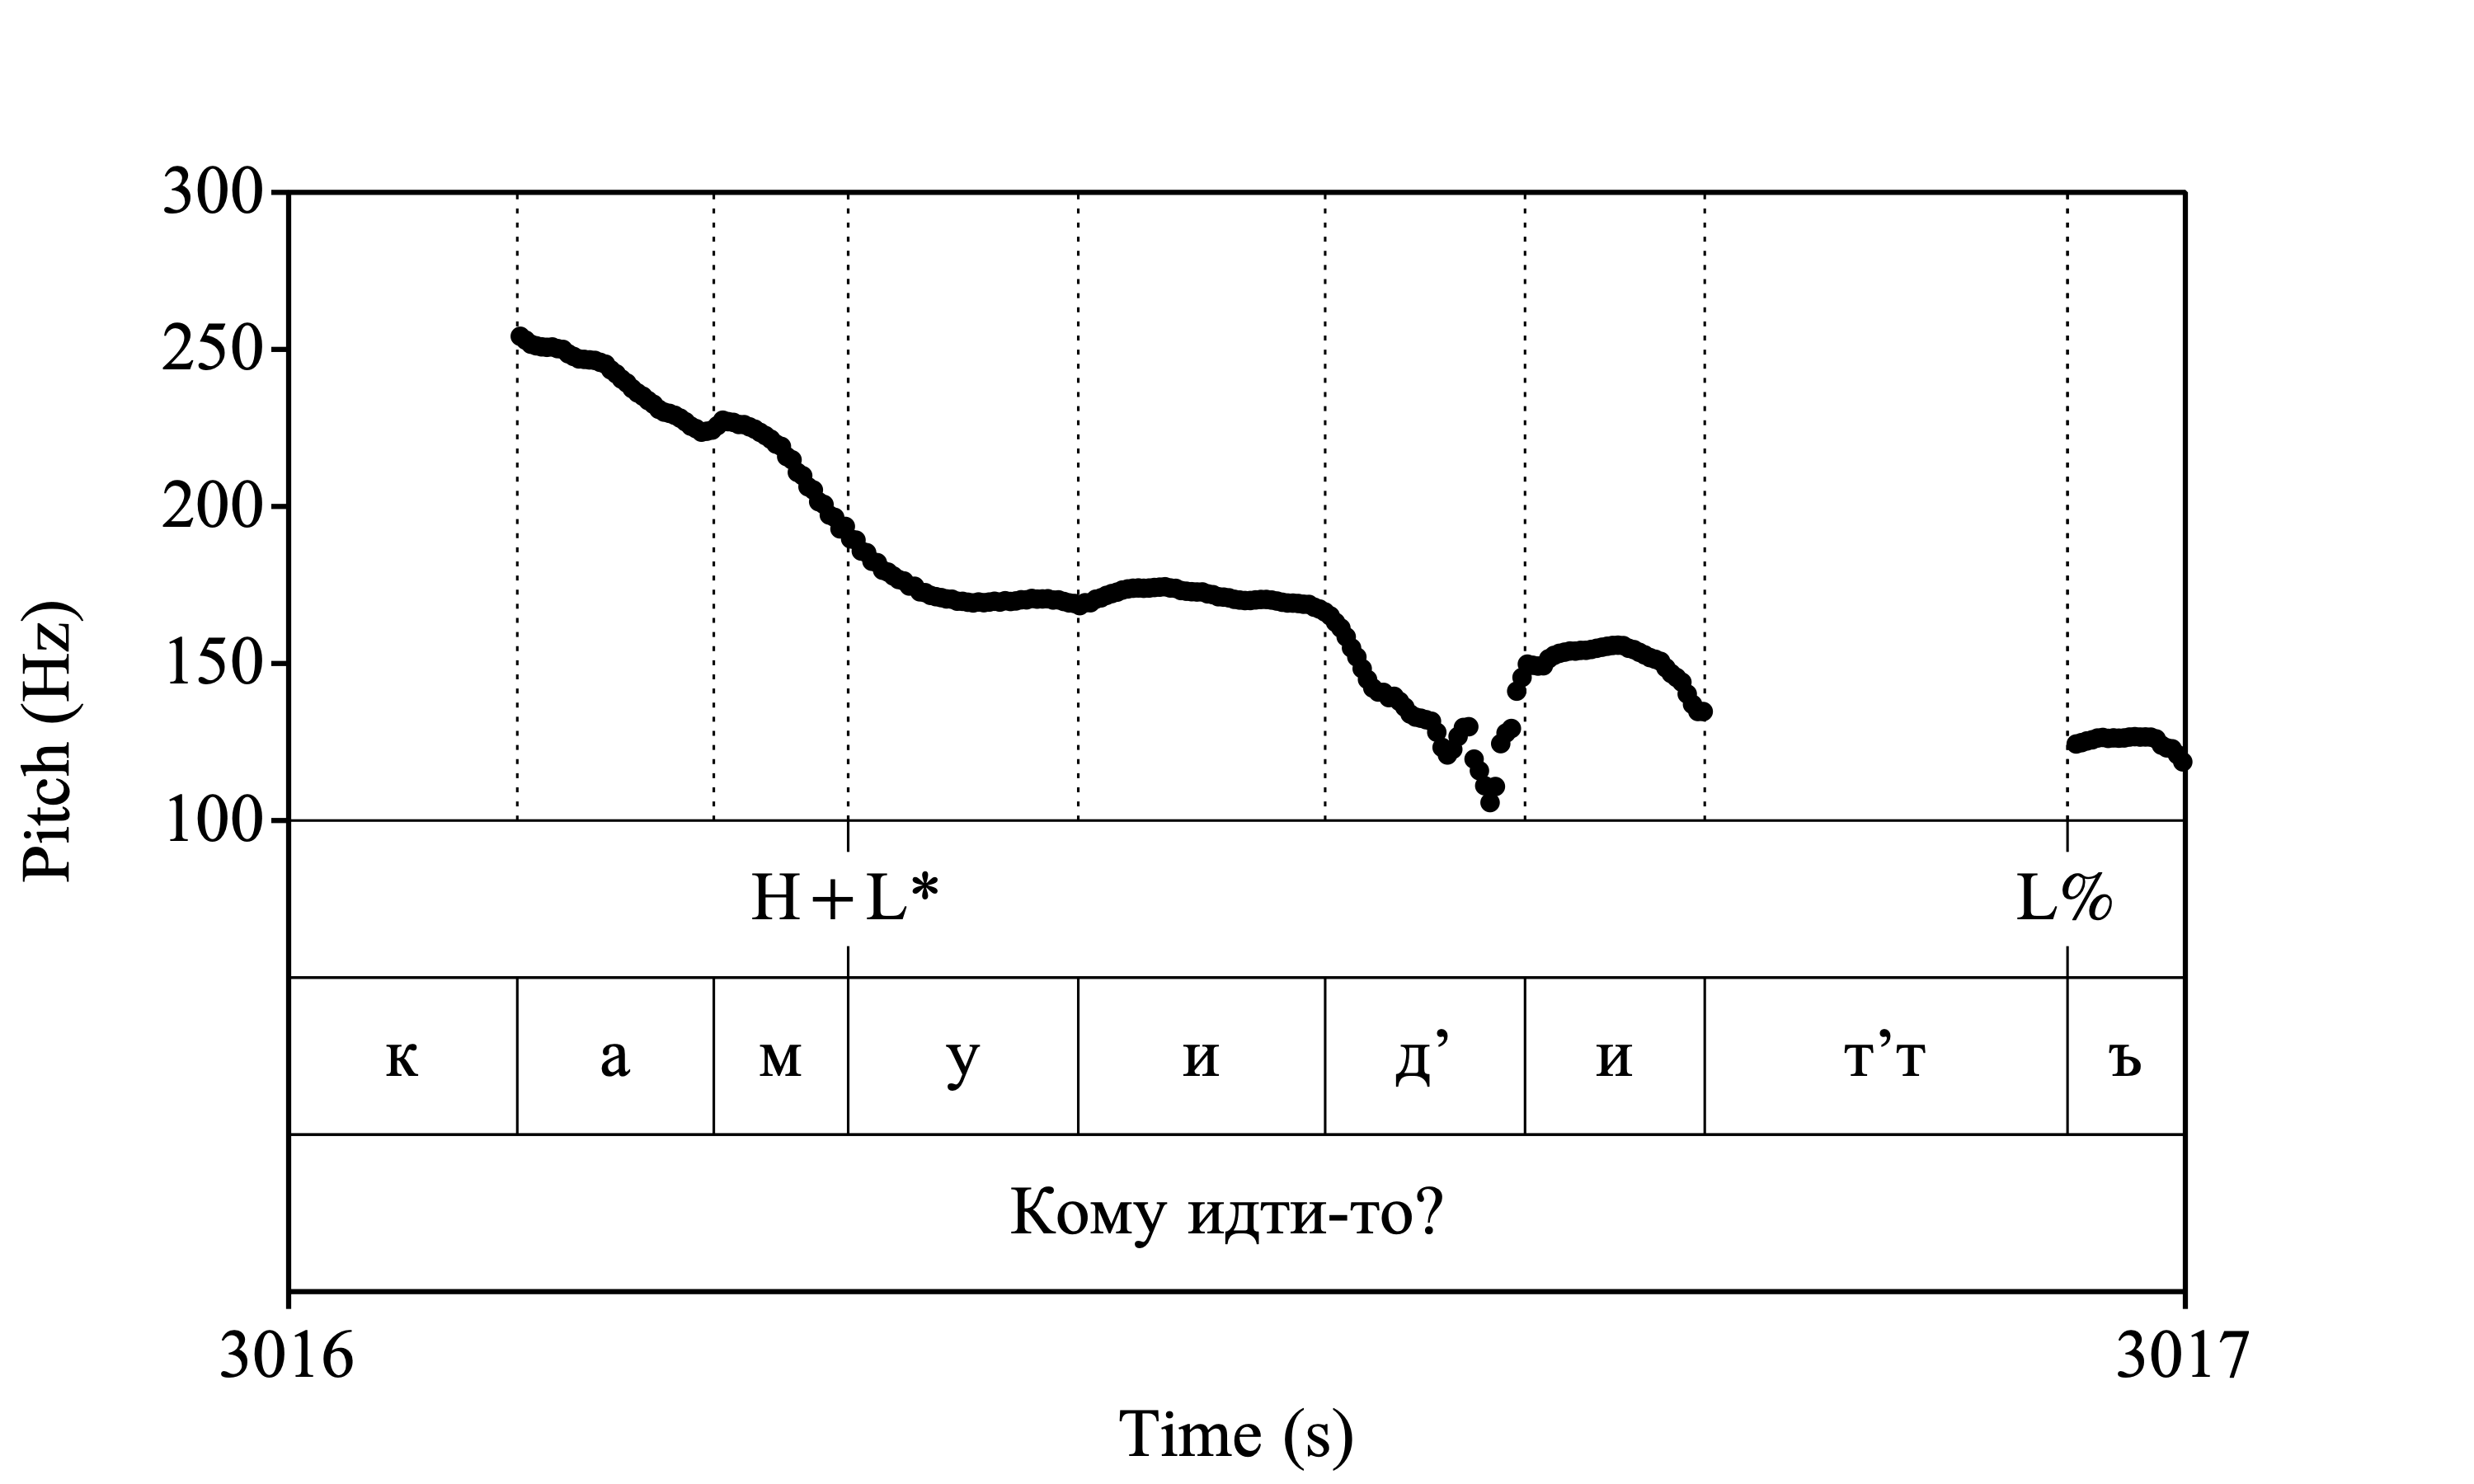 300
250
200
150
100
Pitch (Hz)
H+L* L%
к а м у и д’ и т’т ъ
Кому идти-то?
3016 3017
Time (s)